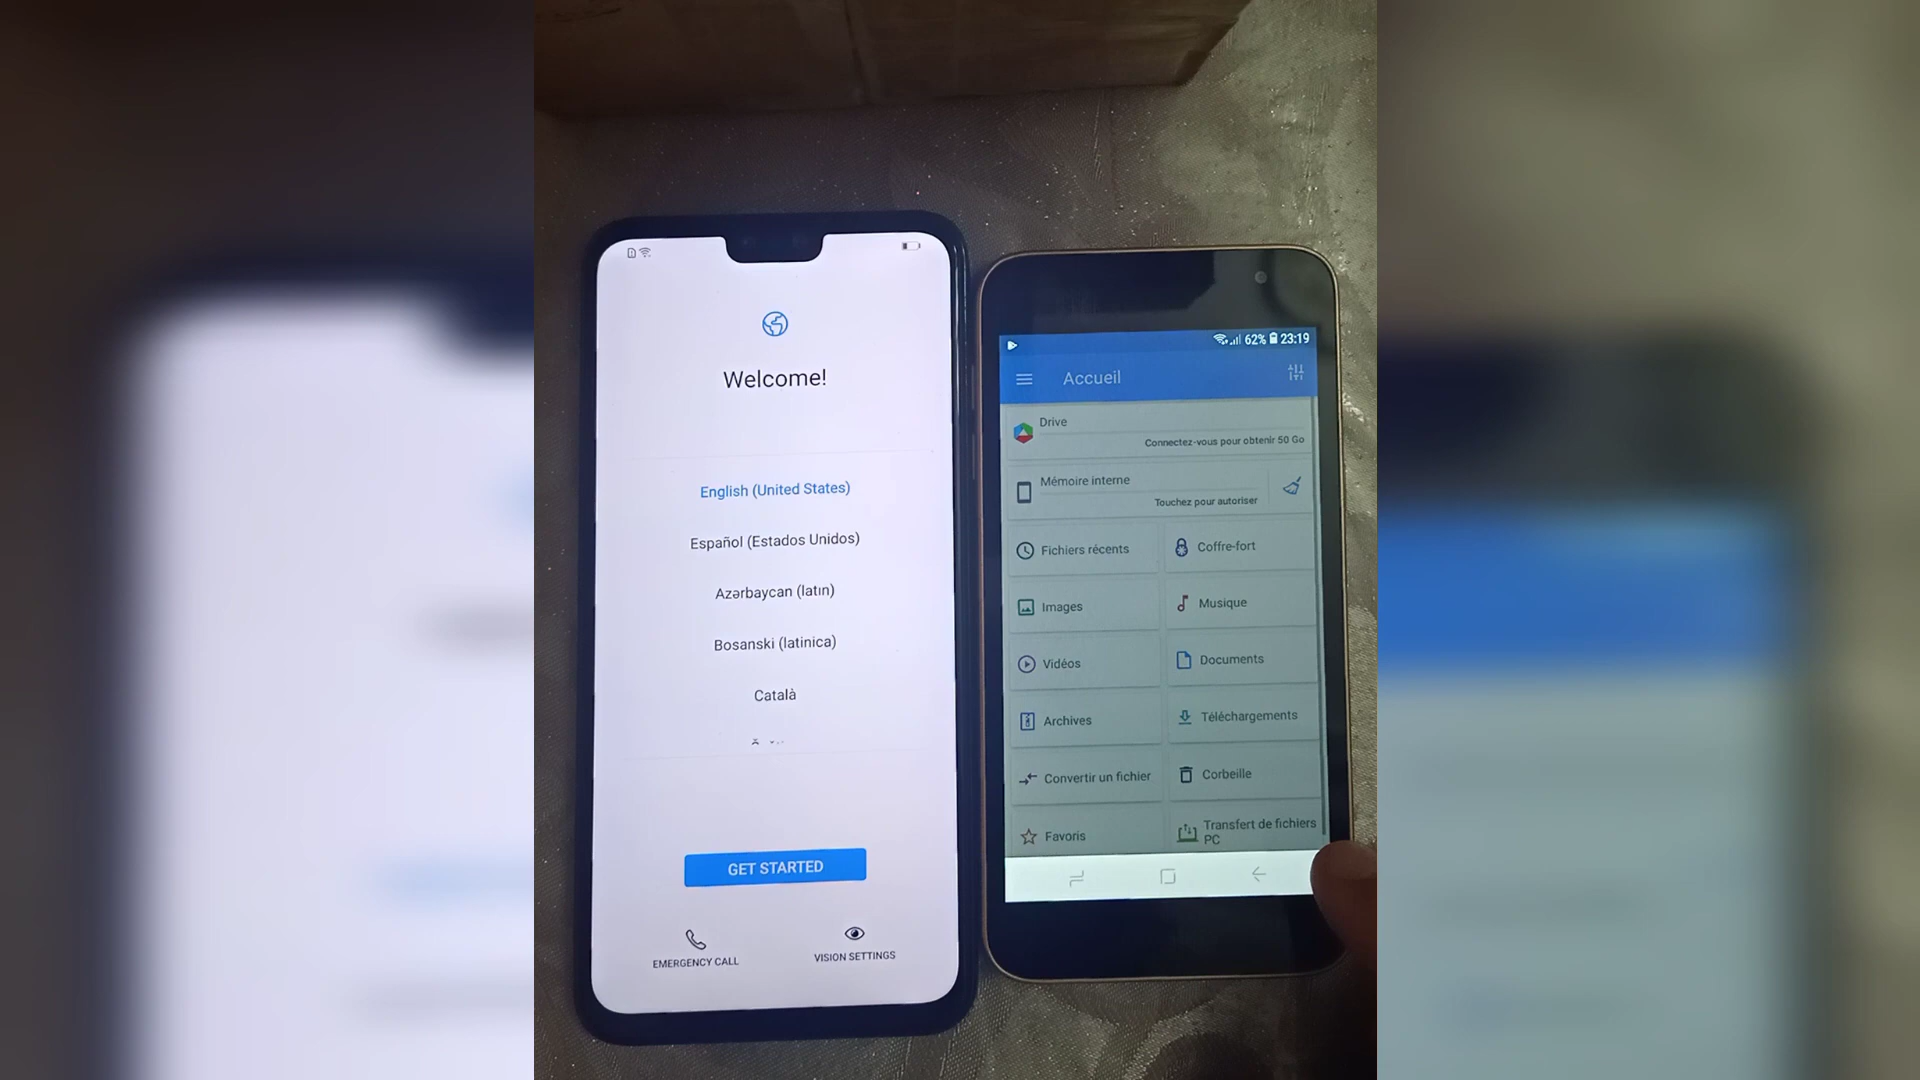 Welcome!
English (United States)
Español (Estados Unidos)
Azərbaycan (latın)
Bosanski (latinica)
Català
GET STARTED
EMERGENCY CALL
VISION SETTINGS
62% 23:19
Accueil
Drive
Connectez-vous pour obtenir 50 Go
Mémoire interne
Touchez pour autoriser
Fichiers récents
Coffre-fort
Images
Musique
Vidéos
Documents
Archives
Téléchargements
Convertir un fichier
Corbeille
Favoris
Transfert de fichiers
PC